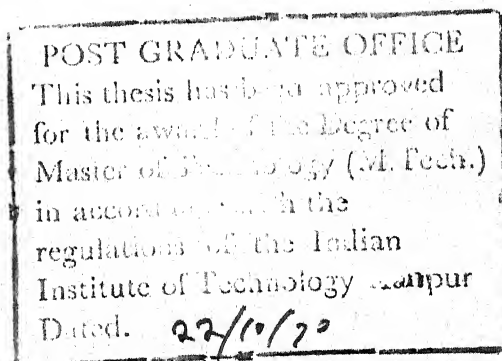 POST GRADUATE OFFICE
This thesis has been approved
for the award of the Degree of
Master of Technology (M. Tech.)
in accordance with the
regulations of the Indian
Institute of Technology Kanpur
Dated. 22/10/70